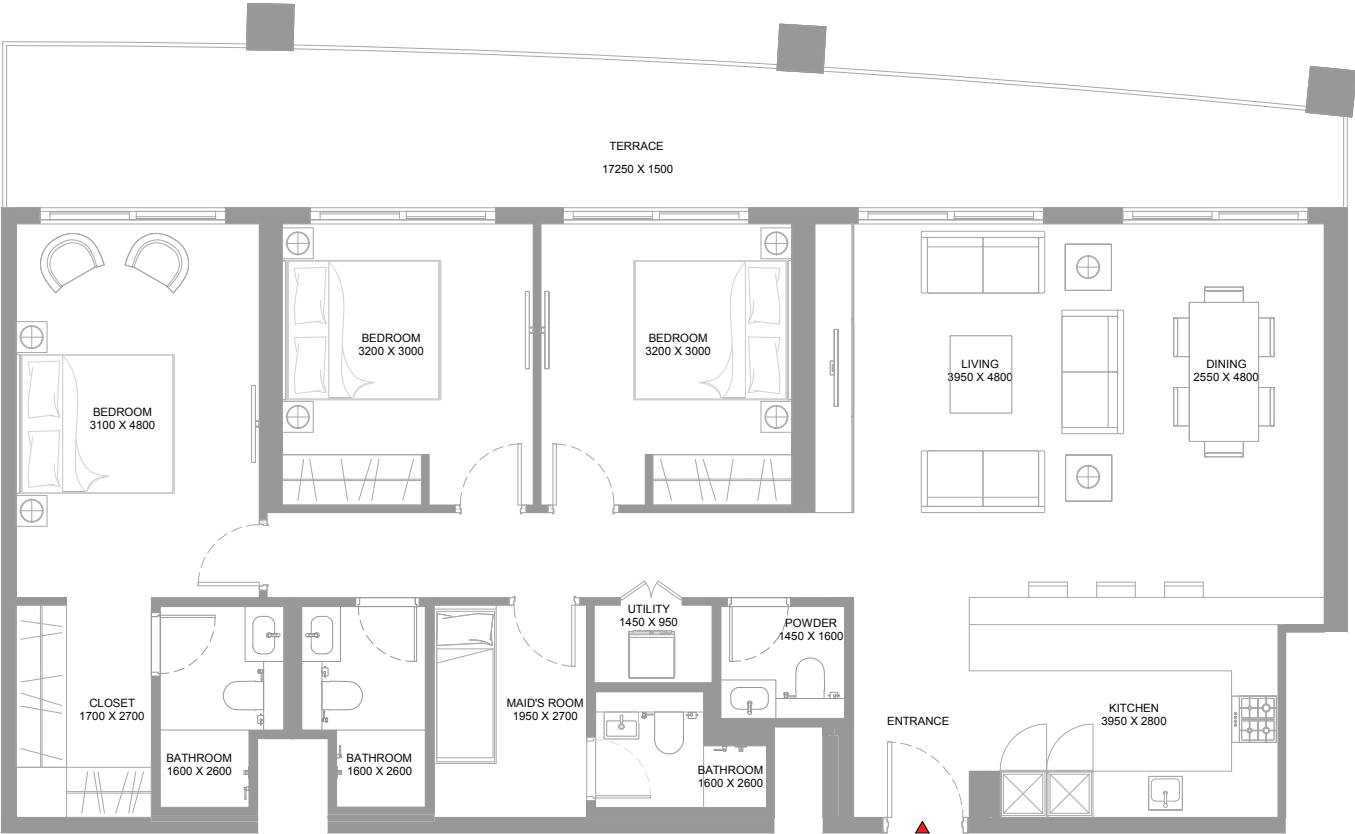 TERRACE
17250 X 1500
BEDROOM
3200 X 3000
BEDROOM
3200 X 3000
LIVING
3950 X 4800
DINING
2550 X 4800
BEDROOM
3100 X 4800
UTILITY
1450 X 950
POWDER
1450 X 1600
CLOSET
1700 X 2700
MAID'S ROOM
1950 X 2700
KITCHEN
3950 X 2800
ENTRANCE
BATHROOM
1600 X 2600
BATHROOM
1600 X 2600
BATHROOM
1600 X 2600